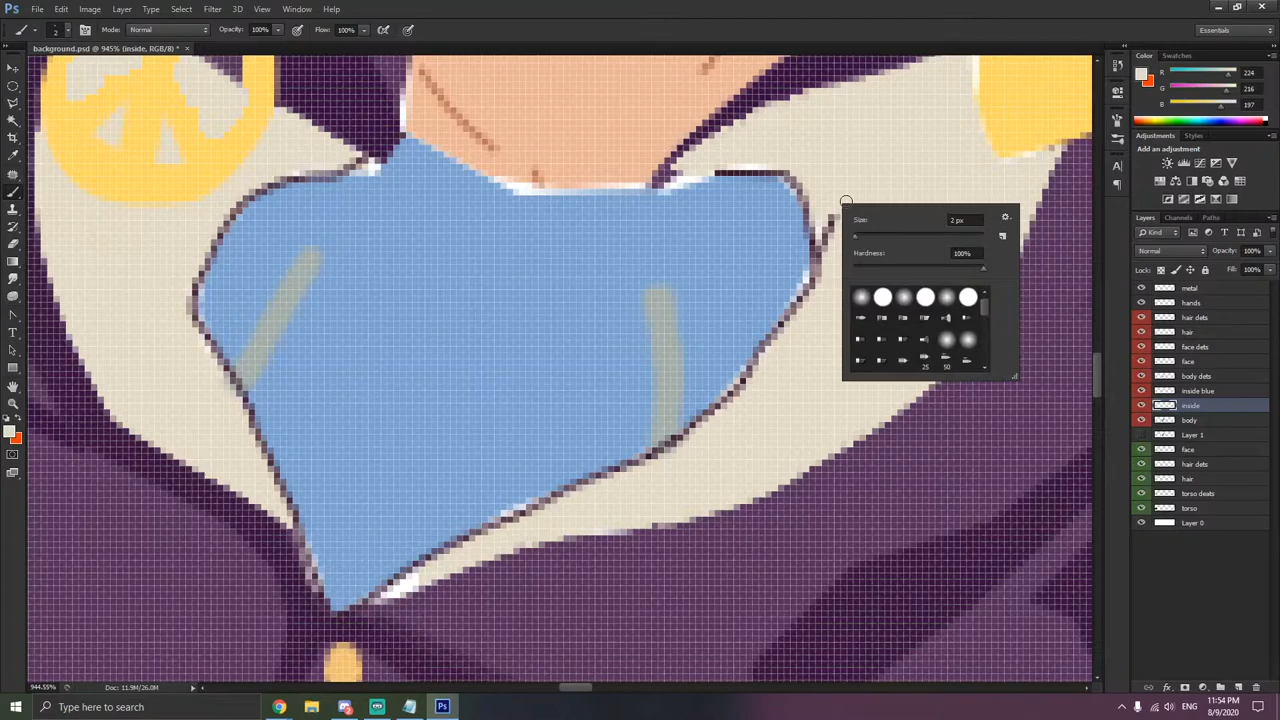 Ps File Edit Image Layer Type Select Filter 3D View Window Help
2 Mode: Normal Opacity: 100% Flow: 100% Essentials
background.psd @ 945% (inside, RGB/8) * ×
Color Swatches
R 224
G 216
B 197
Adjustments Styles
Add an adjustment
Size: 2 px
Hardness: 100%
25 50
Layers Channels Paths
Kind
Normal Opacity: 100%
Lock: Fill: 100%
metal
hands
hair dets
hair
face dets
face
body dets
inside blue
inside
body
Layer 1
face
hair dets
hair
torso deats
torso
Layer 0
944.55% Doc: 11.9M/26.0M
Type here to search
11:54 PM
8/9/2020